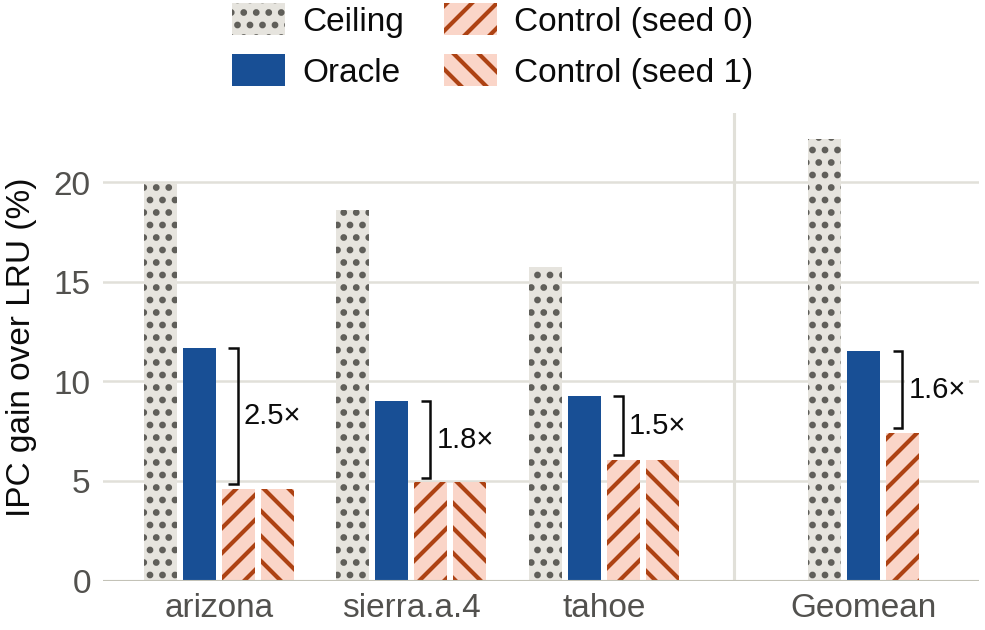 Ceiling
Control (seed 0)
Oracle
Control (seed 1)
IPC gain over LRU (%)
20
15
10
5
0
2.5×
1.8×
1.5×
1.6×
arizona
sierra.a.4
tahoe
Geomean